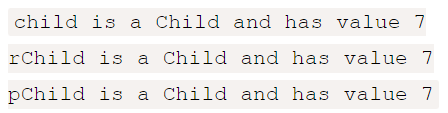 child is a Child and has value 7
rChild is a Child and has value 7
pChild is a Child and has value 7